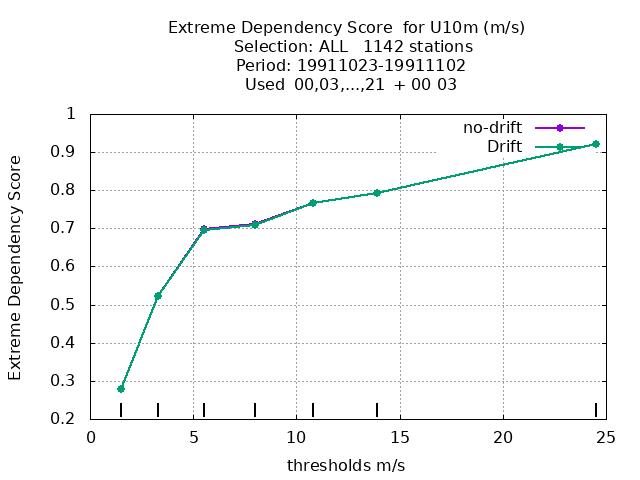 Extreme Dependency Score  for U10m (m/s)
Selection: ALL   1142 stations
Period: 19911023-19911102
Used  00,03,...,21  + 00 03
no-drift
Drift
Extreme Dependency Score
1
0.9
0.8
0.7
0.6
0.5
0.4
0.3
0.2
0 5 10 15 20 25
thresholds m/s